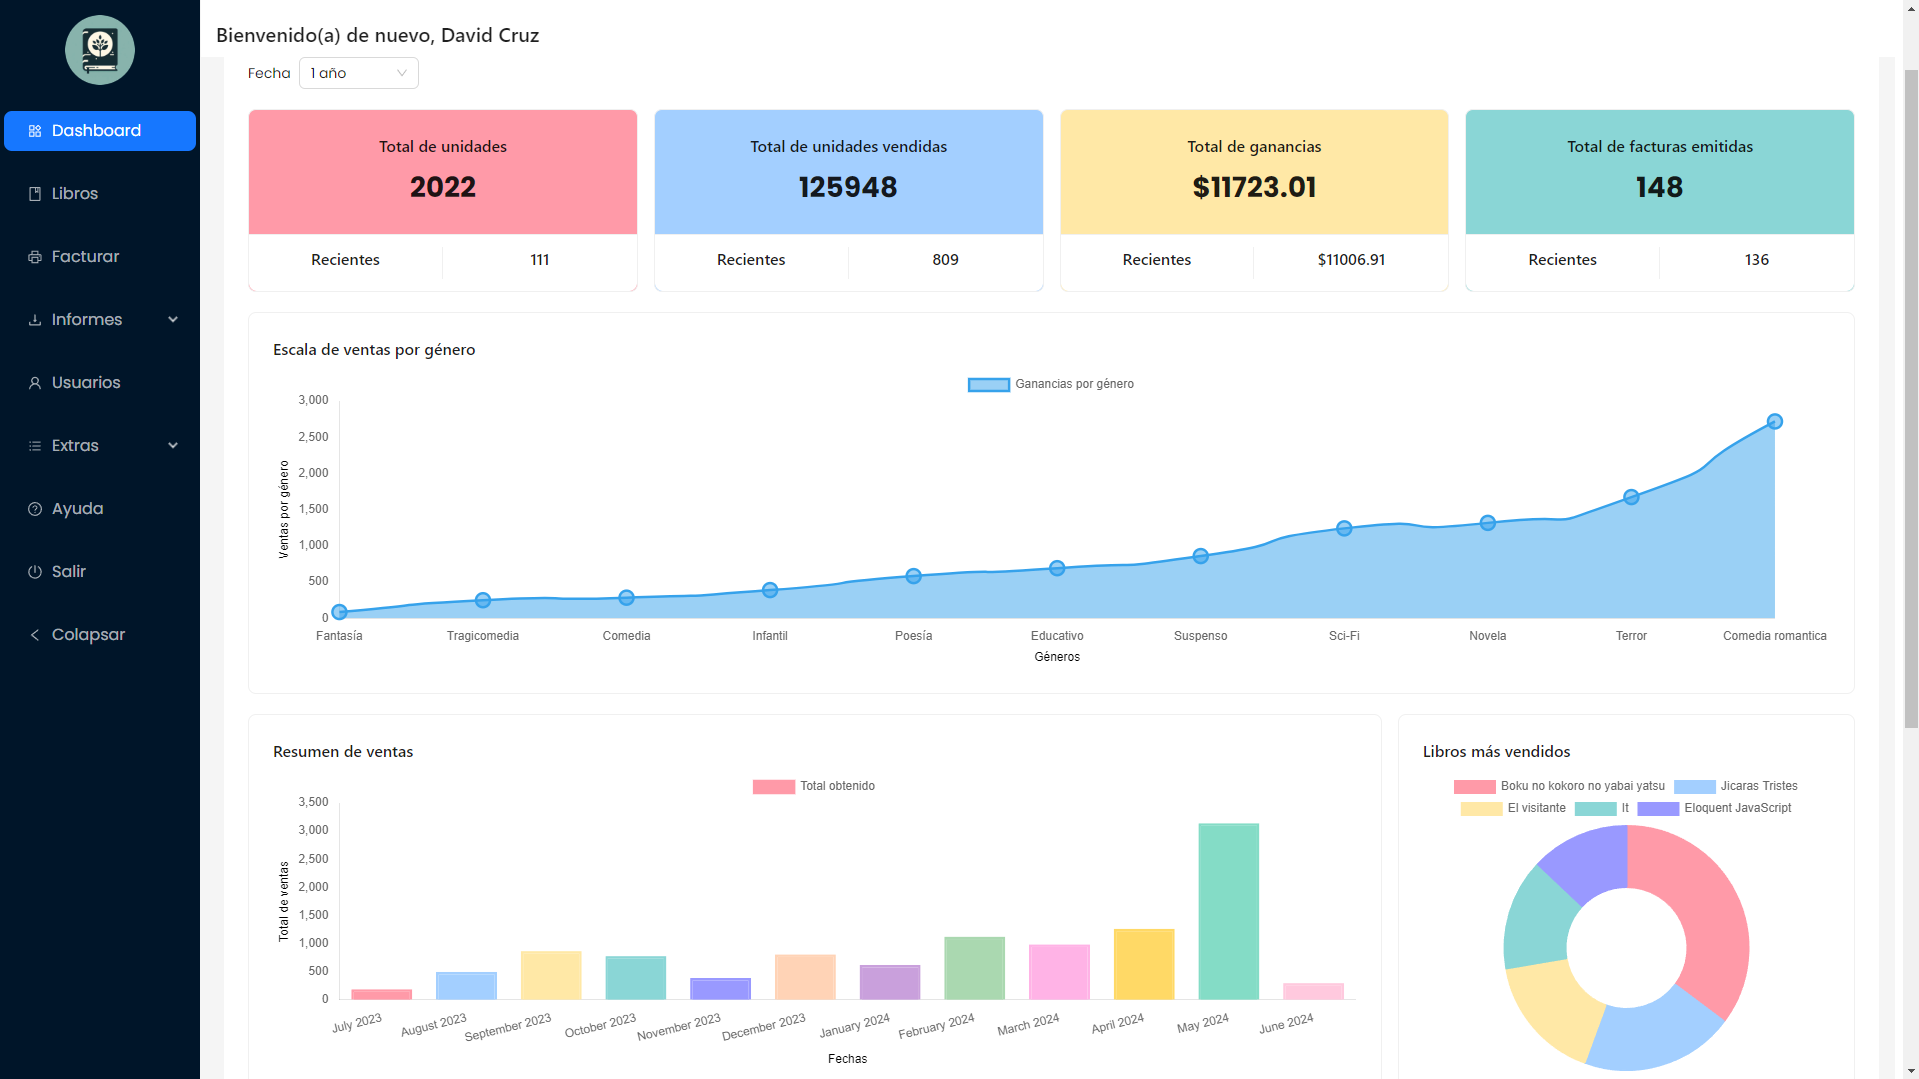 Bienvenido(a) de nuevo, David Cruz
Dashboard
Libros
Facturar
Informes
Usuarios
Extras
Ayuda
Salir
Colapsar
Fecha 1 año
Total de unidades
2022
Recientes 111
Total de unidades vendidas
125948
Recientes 809
Total de ganancias
$11723.01
Recientes $11006.91
Total de facturas emitidas
148
Recientes 136
Escala de ventas por género
Ganancias por género
Ventas por género
3,000
2,500
2,000
1,500
1,000
500
0
Fantasía Tragicomedia Comedia Infantil Poesía Educativo Suspenso Sci-Fi Novela Terror Comedia romantica
Géneros
Resumen de ventas
Total obtenido
Total de ventas
3,500
3,000
2,500
2,000
1,500
1,000
500
0
July 2023 August 2023 September 2023 October 2023 November 2023 December 2023 January 2024 February 2024 March 2024 April 2024 May 2024 June 2024
Fechas
Libros más vendidos
Boku no kokoro no yabai yatsu Jicaras Tristes
El visitante It Eloquent JavaScript